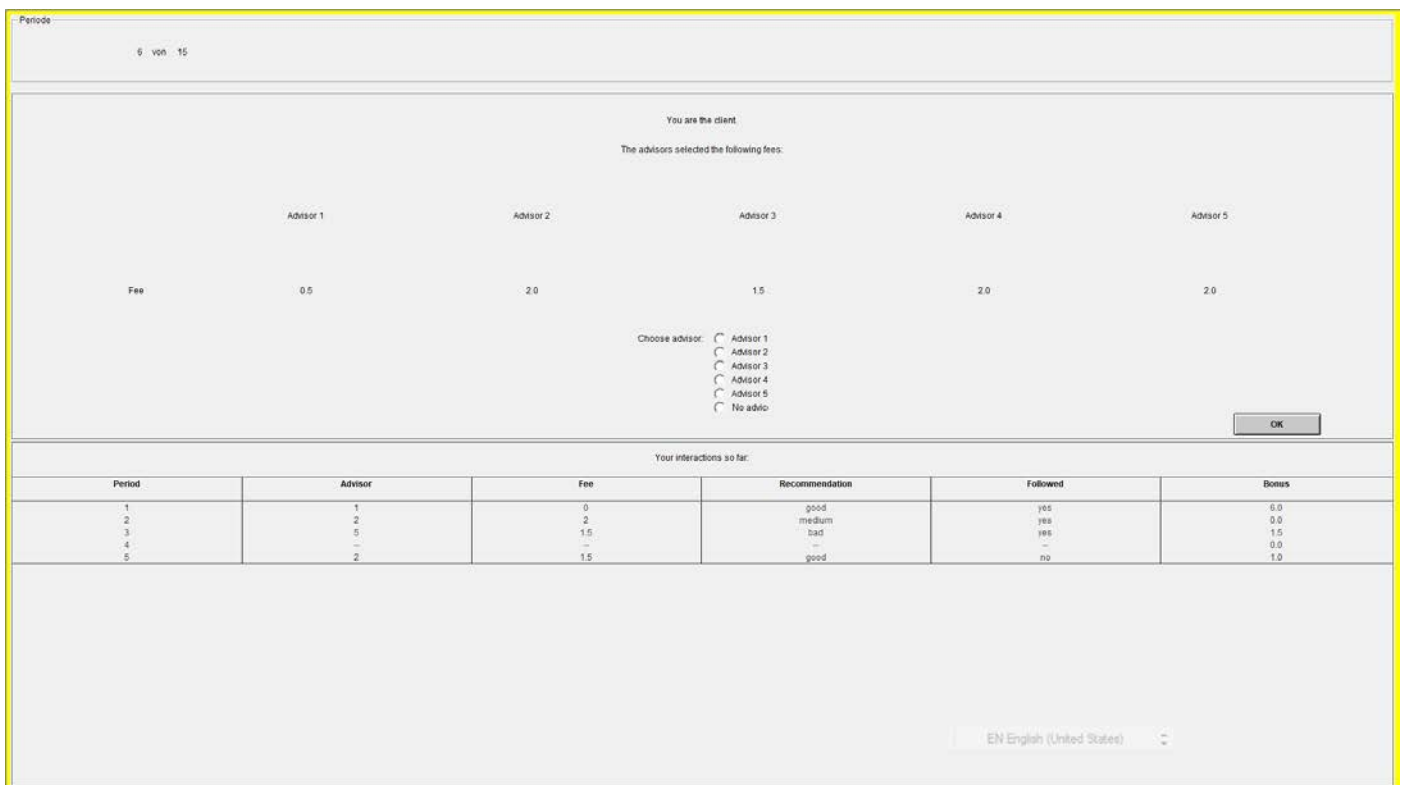 Periode
6 von 15
You are the client.
The advisors selected the following fees:
Advisor 1 Advisor 2 Advisor 3 Advisor 4 Advisor 5
Fee 0.5 2.0 1.5 2.0 2.0
Choose advisor: Advisor 1
Advisor 2
Advisor 3
Advisor 4
Advisor 5
No advic
OK
Your interactions so far:
Period Advisor Fee Recommendation Followed Bonus
1 1 0 good yes 6.0
2 2 2 medium yes 0.0
3 5 1.5 bad yes 1.5
4 -- -- -- -- 0.0
5 2 1.5 good no 1.0
EN English (United States)